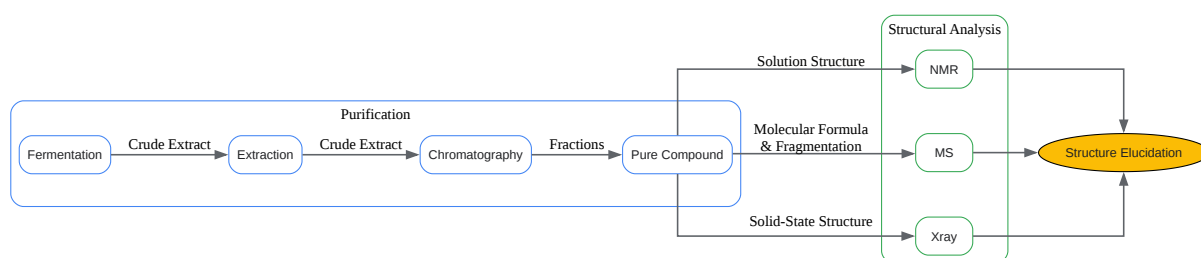 Structural Analysis
Solution Structure
NMR
Purification
Fermentation
Crude Extract
Extraction
Crude Extract
Chromatography
Fractions
Pure Compound
Molecular Formula
& Fragmentation
MS
Structure Elucidation
Solid-State Structure
Xray